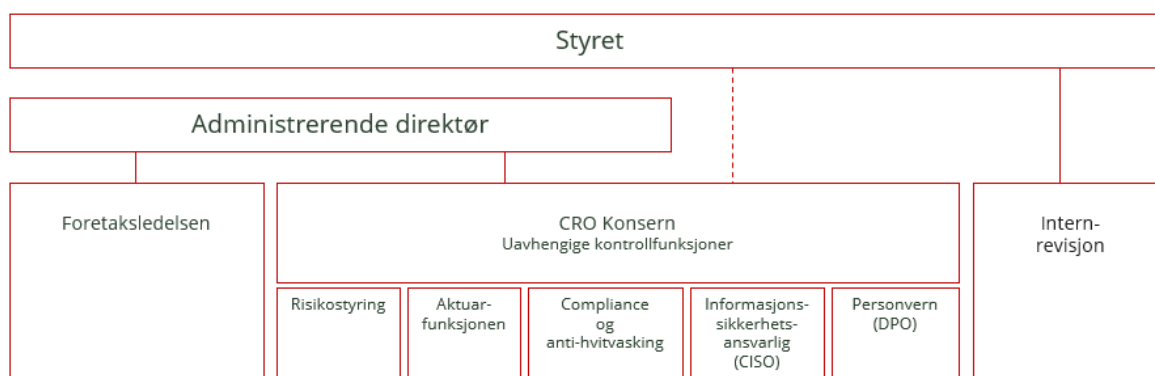 Styret
Administrerende direktør
Foretaksledelsen
CRO Konsern
Uavhengige kontrollfunksjoner
Intern-
revisjon
Risikostyring
Aktuar-
funksjonen
Compliance
og
anti-hvitvasking
Informasjons-
sikkerhets-
ansvarlig
(CISO)
Personvern
(DPO)